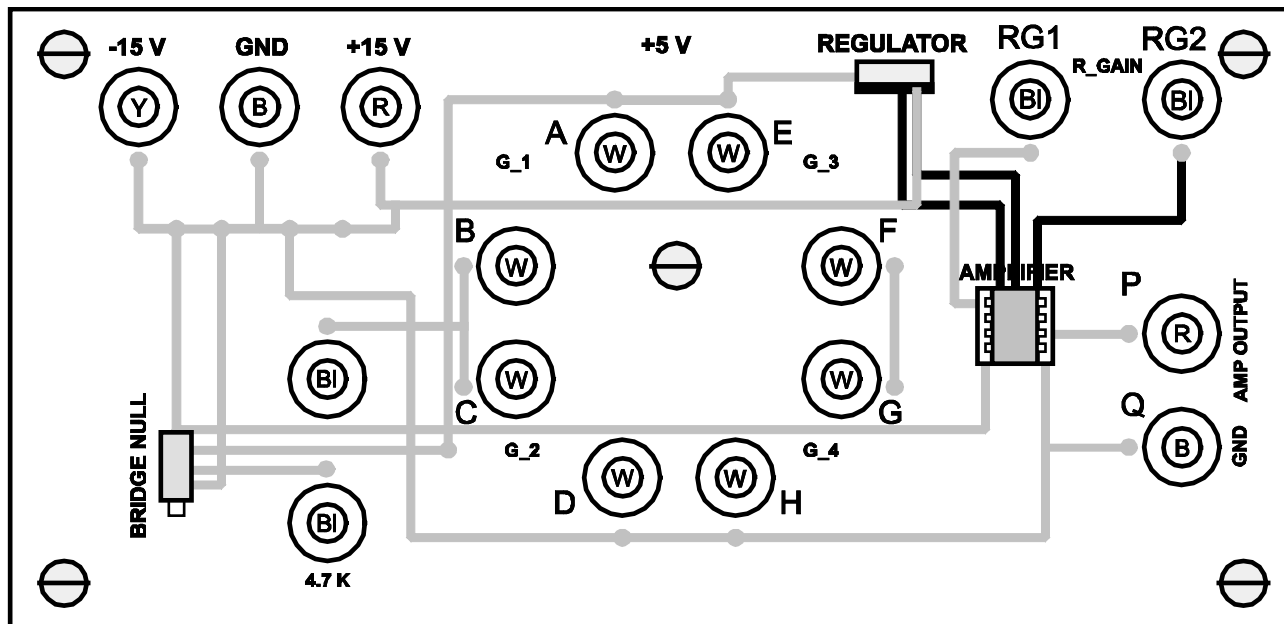 -15 V
GND
+15 V
+5 V
REGULATOR
RG1
R_GAIN
RG2
Y
B
R
BI
BI
A
W
W
E
G_1
G_3
B
W
W
F
AMPLIFIER
P
R
AMP OUTPUT
BI
W
W
C
G
Q
B
GND
G_2
G_4
BRIDGE NULL
D
W
W
H
BI
4.7 K